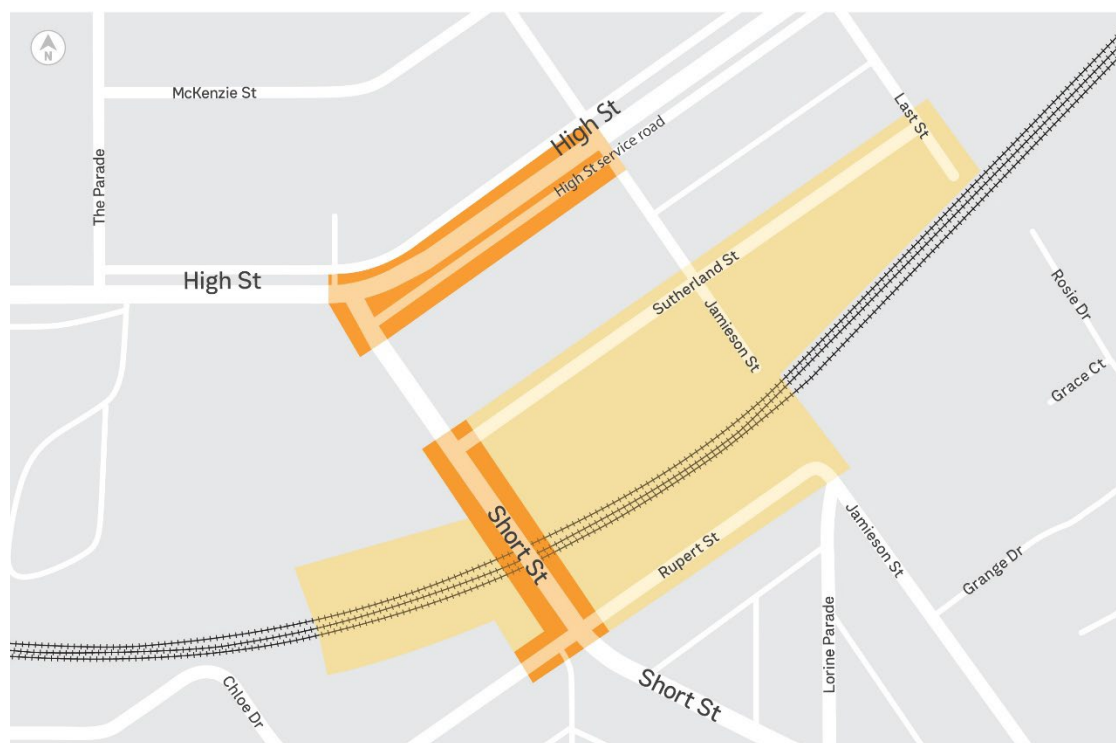 N
McKenzie St
The Parade
High St
High St
High St service road
Last St
Sutherland St
Jamieson St
Rosie Dr
Grace Ct
Short St
Rupert St
Jamieson St
Grange Dr
Lorine Parade
Chloe Dr
Short St